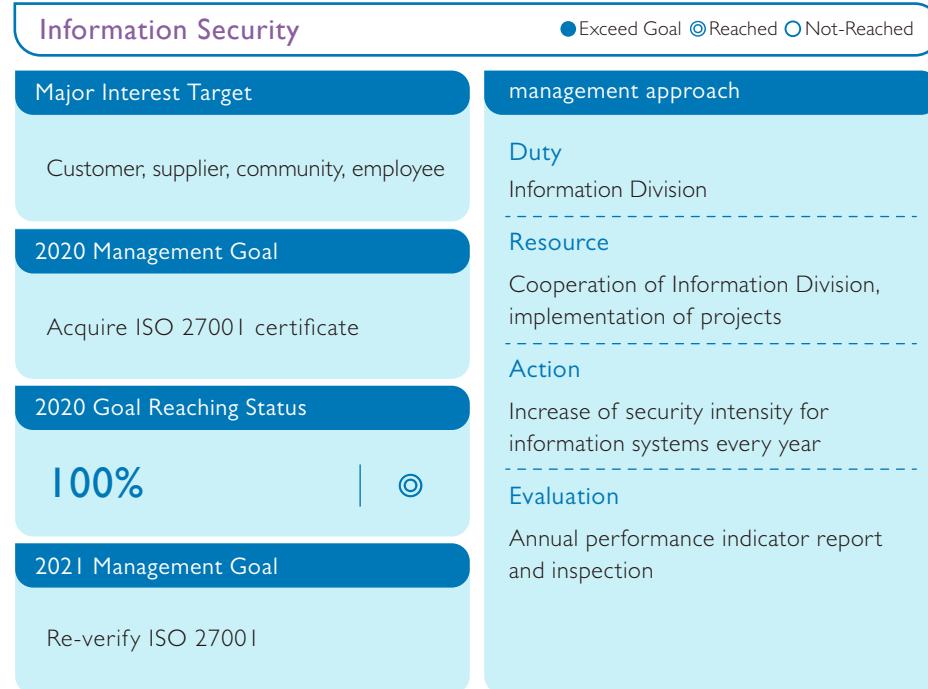 Information Security
Exceed Goal Reached Not-Reached
Major Interest Target
Customer, supplier, community, employee
2020 Management Goal
Acquire ISO 27001 certificate
2020 Goal Reaching Status
100%
2021 Management Goal
Re-verify ISO 27001
management approach
Duty
Information Division
Resource
Cooperation of Information Division,
implementation of projects
Action
Increase of security intensity for
information systems every year
Evaluation
Annual performance indicator report
and inspection